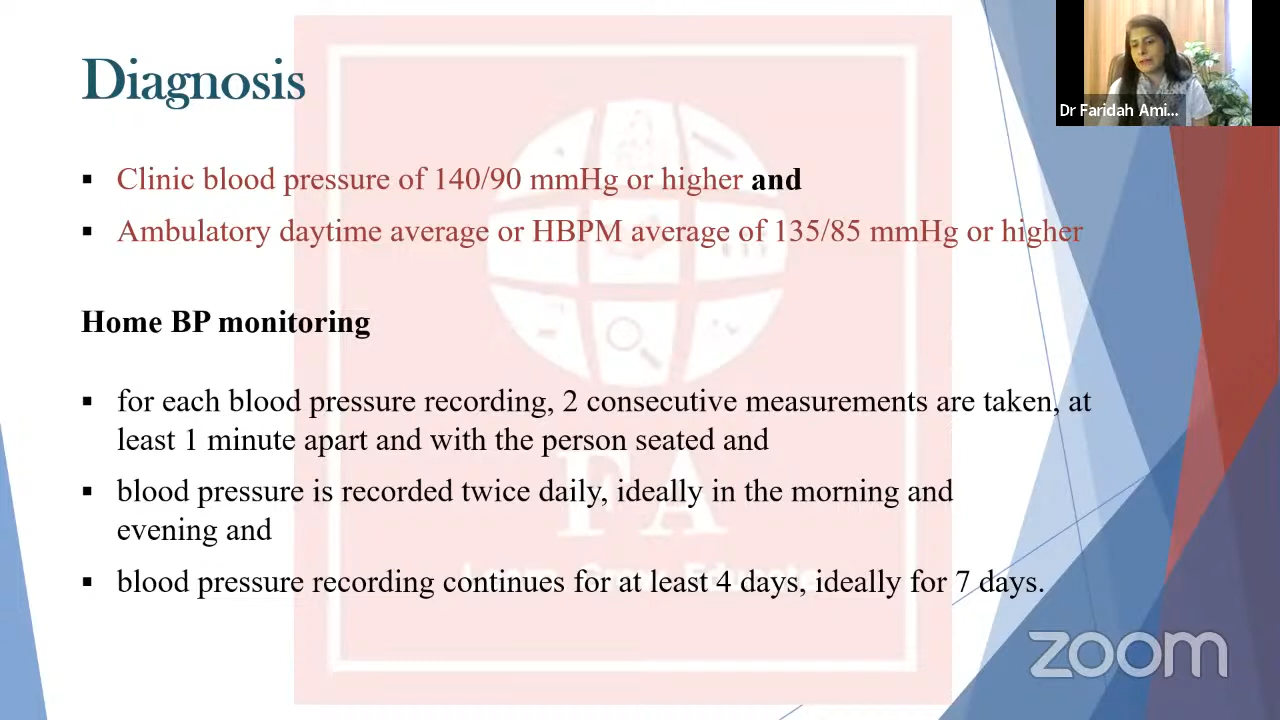 Diagnosis
Dr Faridah Ami...
▪ Clinic blood pressure of 140/90 mmHg or higher and
▪ Ambulatory daytime average or HBPM average of 135/85 mmHg or higher
Home BP monitoring
▪ for each blood pressure recording, 2 consecutive measurements are taken, at
least 1 minute apart and with the person seated and
▪ blood pressure is recorded twice daily, ideally in the morning and
evening and
FA
▪ blood pressure recording continues for at least 4 days, ideally for 7 days.
zoom